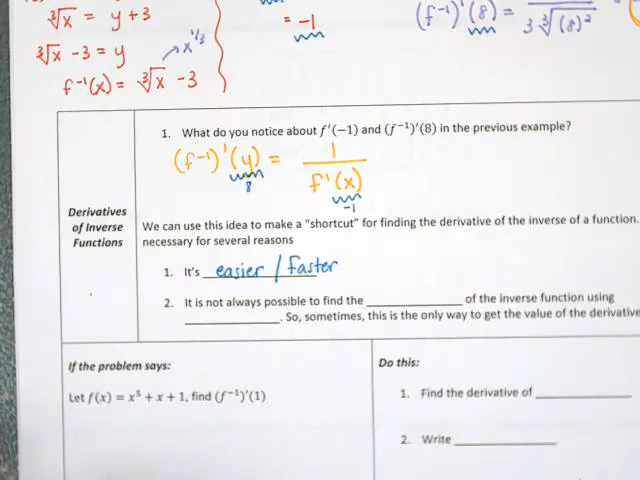 ∛x = y + 3
= -1
(f⁻¹)'(8) =
3 ∛(8)²
∛x - 3 = y
x^1/3
f⁻¹(x) = ∛x - 3
1. What do you notice about f'(−1) and (f⁻¹)'(8) in the previous example?
(f⁻¹)'(y) = 1 / f'(x)
8
-1
Derivatives of Inverse Functions
We can use this idea to make a "shortcut" for finding the derivative of the inverse of a function.
necessary for several reasons
1. It's easier / faster
2. It is not always possible to find the ____________ of the inverse function using
____________. So, sometimes, this is the only way to get the value of the derivative
If the problem says:
Let f(x) = x⁵ + x + 1, find (f⁻¹)'(1)
Do this:
1. Find the derivative of ____________
2. Write ____________